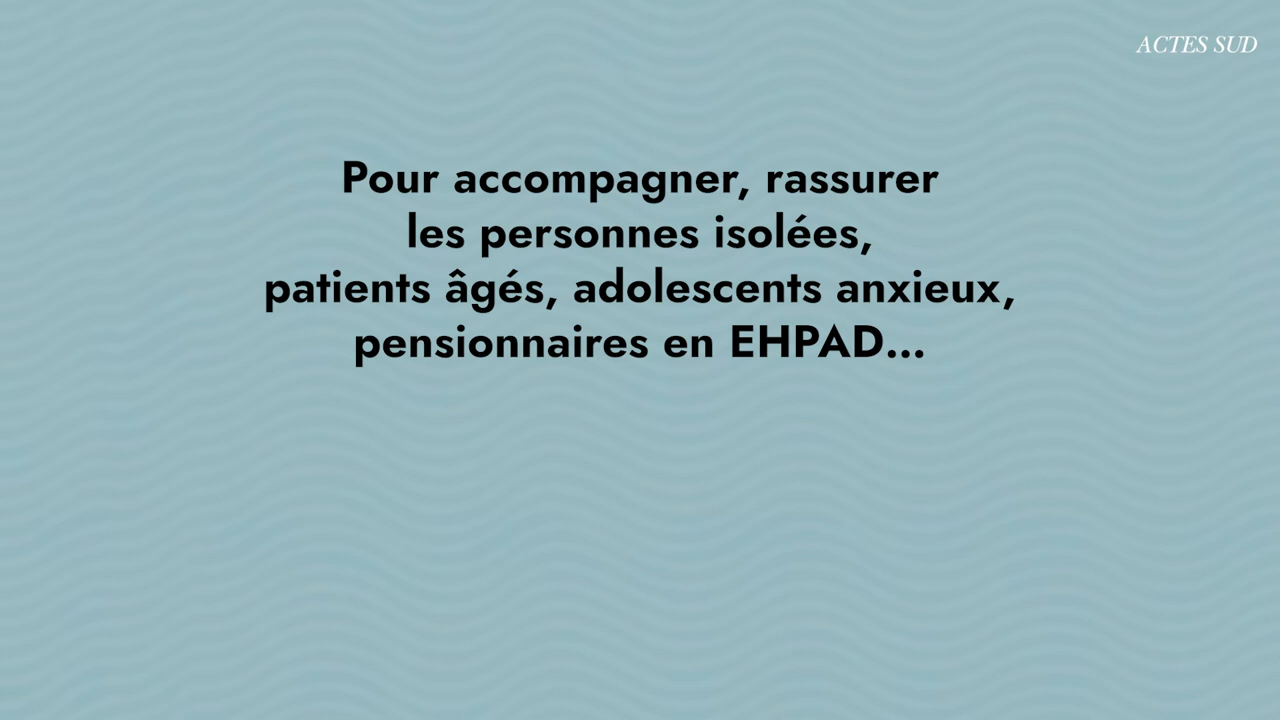 ACTES SUD
Pour accompagner, rassurer
les personnes isolées,
patients âgés, adolescents anxieux,
pensionnaires en EHPAD...